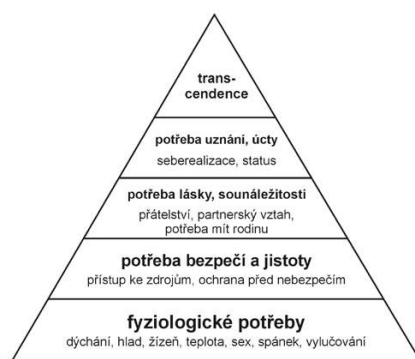 trans-
cendence
potřeba uznání, úcty
seberealizace, status
potřeba lásky, sounáležitosti
přátelství, partnerský vztah,
potřeba mít rodinu
potřeba bezpečí a jistoty
přístup ke zdrojům, ochrana před nebezpečím
fyziologické potřeby
dýchání, hlad, žízeň, teplota, sex, spánek, vylučování